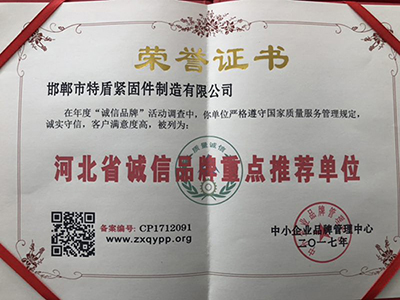 荣誉证书
邯郸市特盾紧固件制造有限公司
在年度“诚信品牌”活动调查中，你单位严格遵守国家质量服务管理规定，
诚实守信，客户满意度高，被列为：
质量诚信
河北省诚信品牌重点推荐单位
备案编号：CP1712091
www.zxqypp.org
中小企业品牌管理中心
二〇一七年